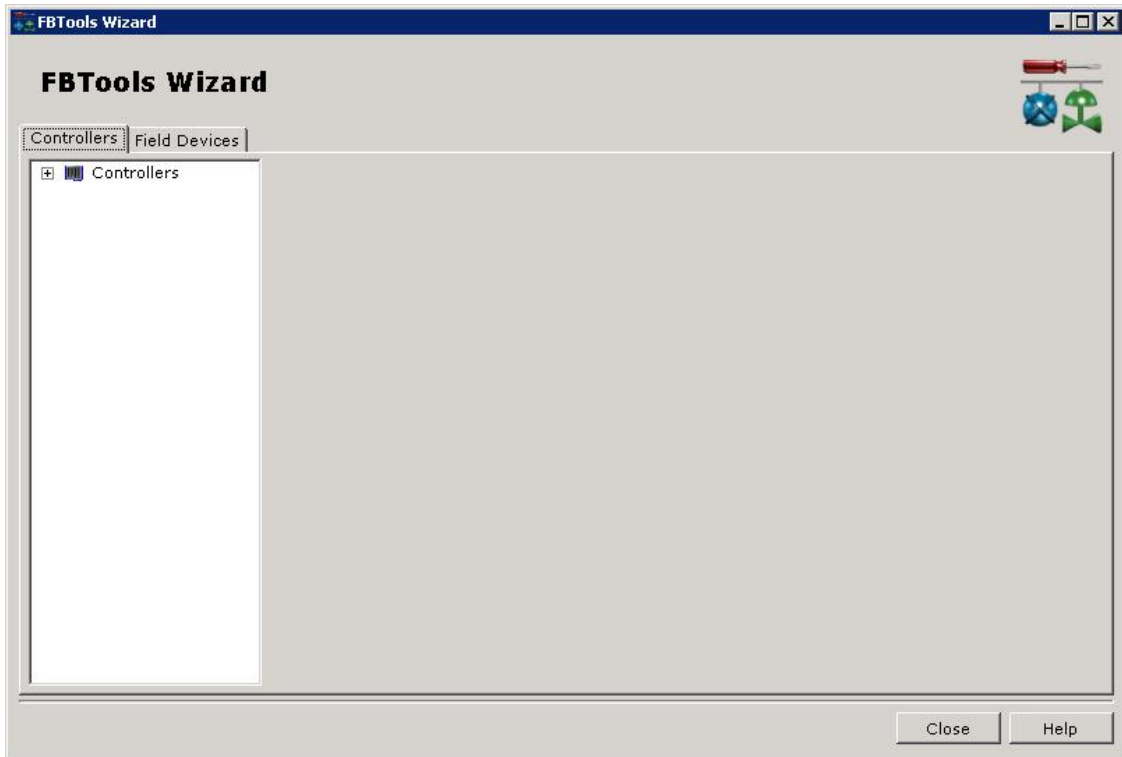 FBTools Wizard
FBTools Wizard
Controllers Field Devices
Controllers
Close Help